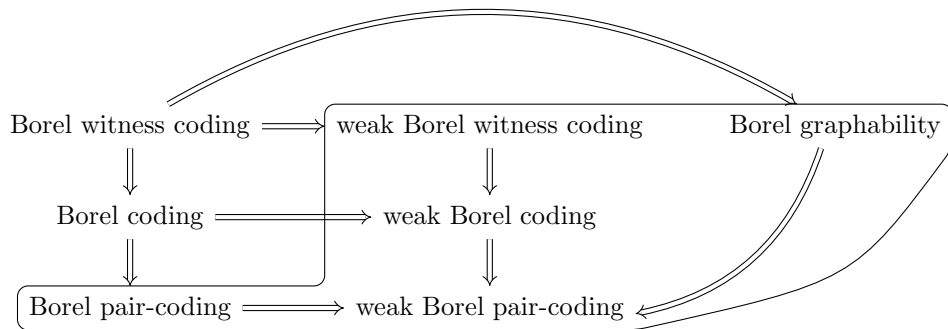 Borel witness coding weak Borel witness coding Borel graphability
Borel coding weak Borel coding
Borel pair-coding weak Borel pair-coding